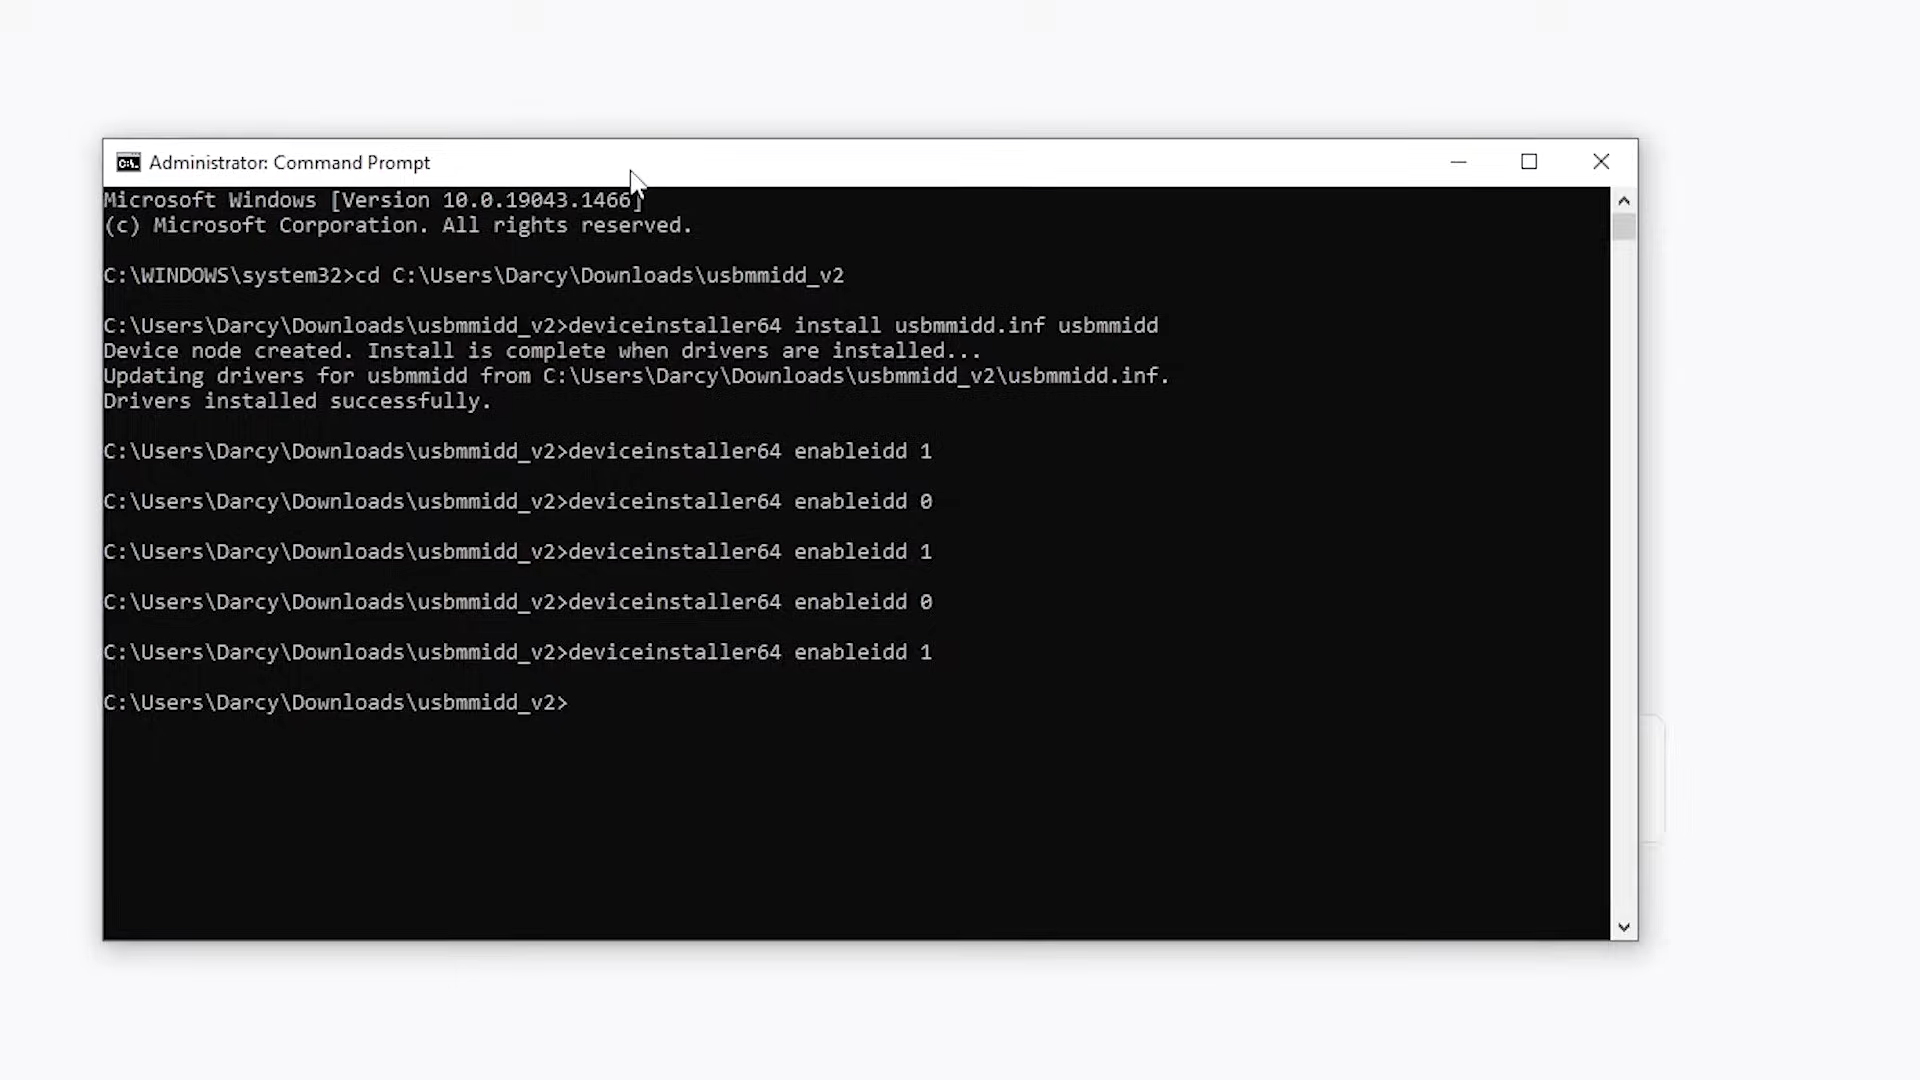 Administrator: Command Prompt
Microsoft Windows [Version 10.0.19043.1466]
(c) Microsoft Corporation. All rights reserved.
C:\WINDOWS\system32>cd C:\Users\Darcy\Downloads\usbmmidd_v2
C:\Users\Darcy\Downloads\usbmmidd_v2>deviceinstaller64 install usbmmidd.inf usbmmidd
Device node created. Install is complete when drivers are installed...
Updating drivers for usbmmidd from C:\Users\Darcy\Downloads\usbmmidd_v2\usbmmidd.inf.
Drivers installed successfully.
C:\Users\Darcy\Downloads\usbmmidd_v2>deviceinstaller64 enableidd 1
C:\Users\Darcy\Downloads\usbmmidd_v2>deviceinstaller64 enableidd 0
C:\Users\Darcy\Downloads\usbmmidd_v2>deviceinstaller64 enableidd 1
C:\Users\Darcy\Downloads\usbmmidd_v2>deviceinstaller64 enableidd 0
C:\Users\Darcy\Downloads\usbmmidd_v2>deviceinstaller64 enableidd 1
C:\Users\Darcy\Downloads\usbmmidd_v2>